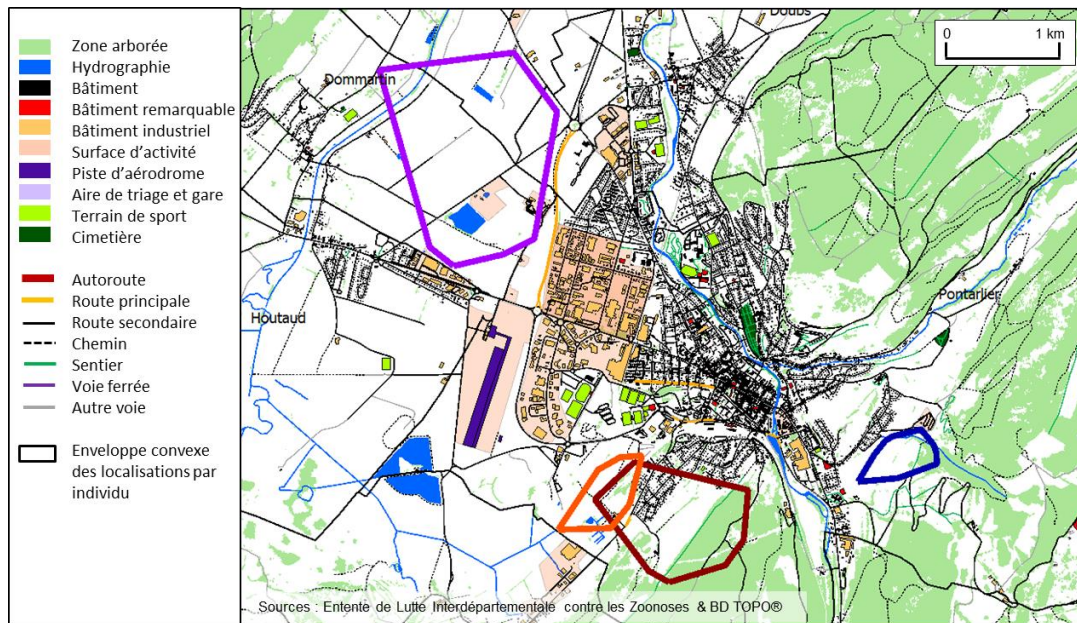 Zone arborée
Hydrographie
Bâtiment
Bâtiment remarquable
Bâtiment industriel
Surface d'activité
Piste d'aérodrome
Aire de triage et gare
Terrain de sport
Cimetière
Autoroute
Route principale
Route secondaire
Chemin
Sentier
Voie ferrée
Autre voie
Enveloppe convexe
des localisations par
individu
Doubs
0 1 km
Dommartin
Pontarlier
Houtaud
Sources : Entente de Lutte Interdépartementale contre les Zoonoses & BD TOPO®